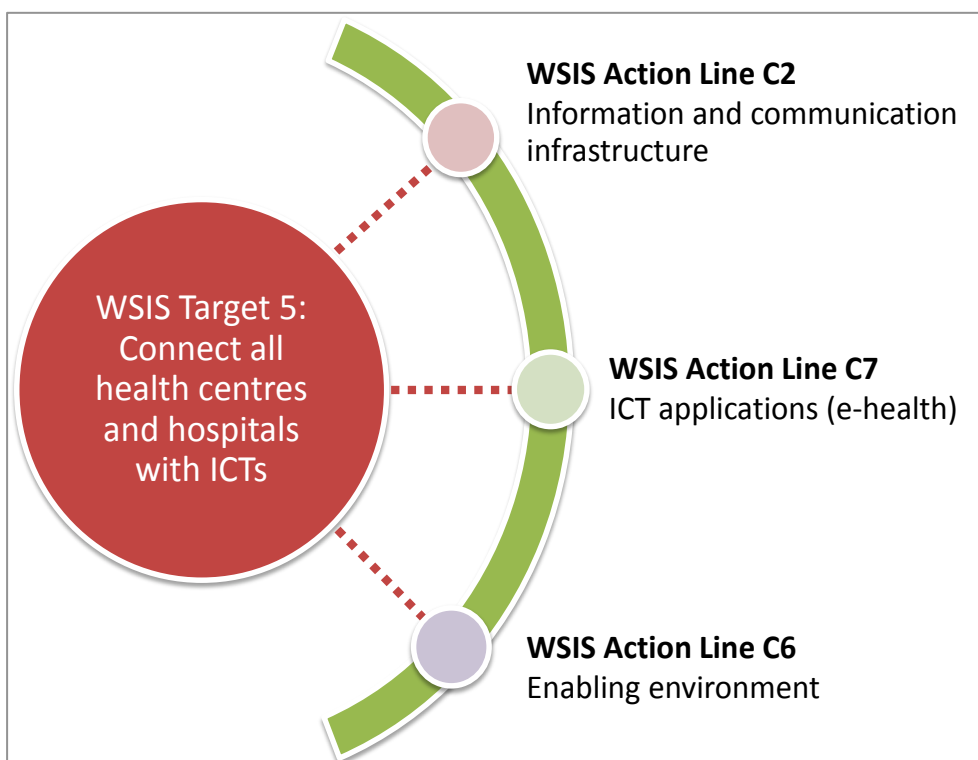 WSIS Target 5:
Connect all
health centres
and hospitals
with ICTs
WSIS Action Line C2
Information and communication
infrastructure
WSIS Action Line C7
ICT applications (e-health)
WSIS Action Line C6
Enabling environment